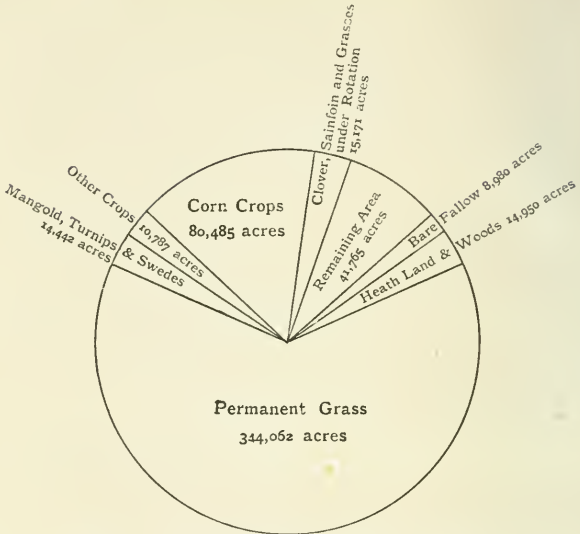 Mangold, Turnips & Swedes
14,442 acres
Other Crops 10,787 acres
Corn Crops
80,485 acres
Clover, Sainfoin and Grasses
under Rotation
15,171 acres
Remaining Area
41,765 acres
Bare Fallow 8,980 acres
Heath Land & Woods 14,950 acres
Permanent Grass
344,062 acres